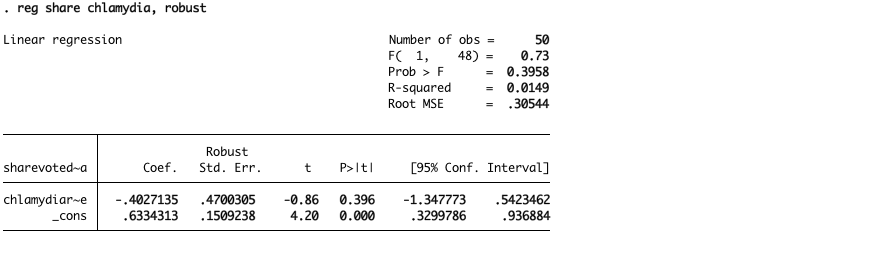 . reg share chlamydia, robust
Linear regression Number of obs = 50
F( 1, 48) = 0.73
Prob > F = 0.3958
R-squared = 0.0149
Root MSE = .30544
Robust
sharevoted~a Coef. Std. Err. t P>|t| [95% Conf. Interval]
chlamydiar~e -.4027135 .4700305 -0.86 0.396 -1.347773 .5423462
_cons .6334313 .1509238 4.20 0.000 .3299786 .936884